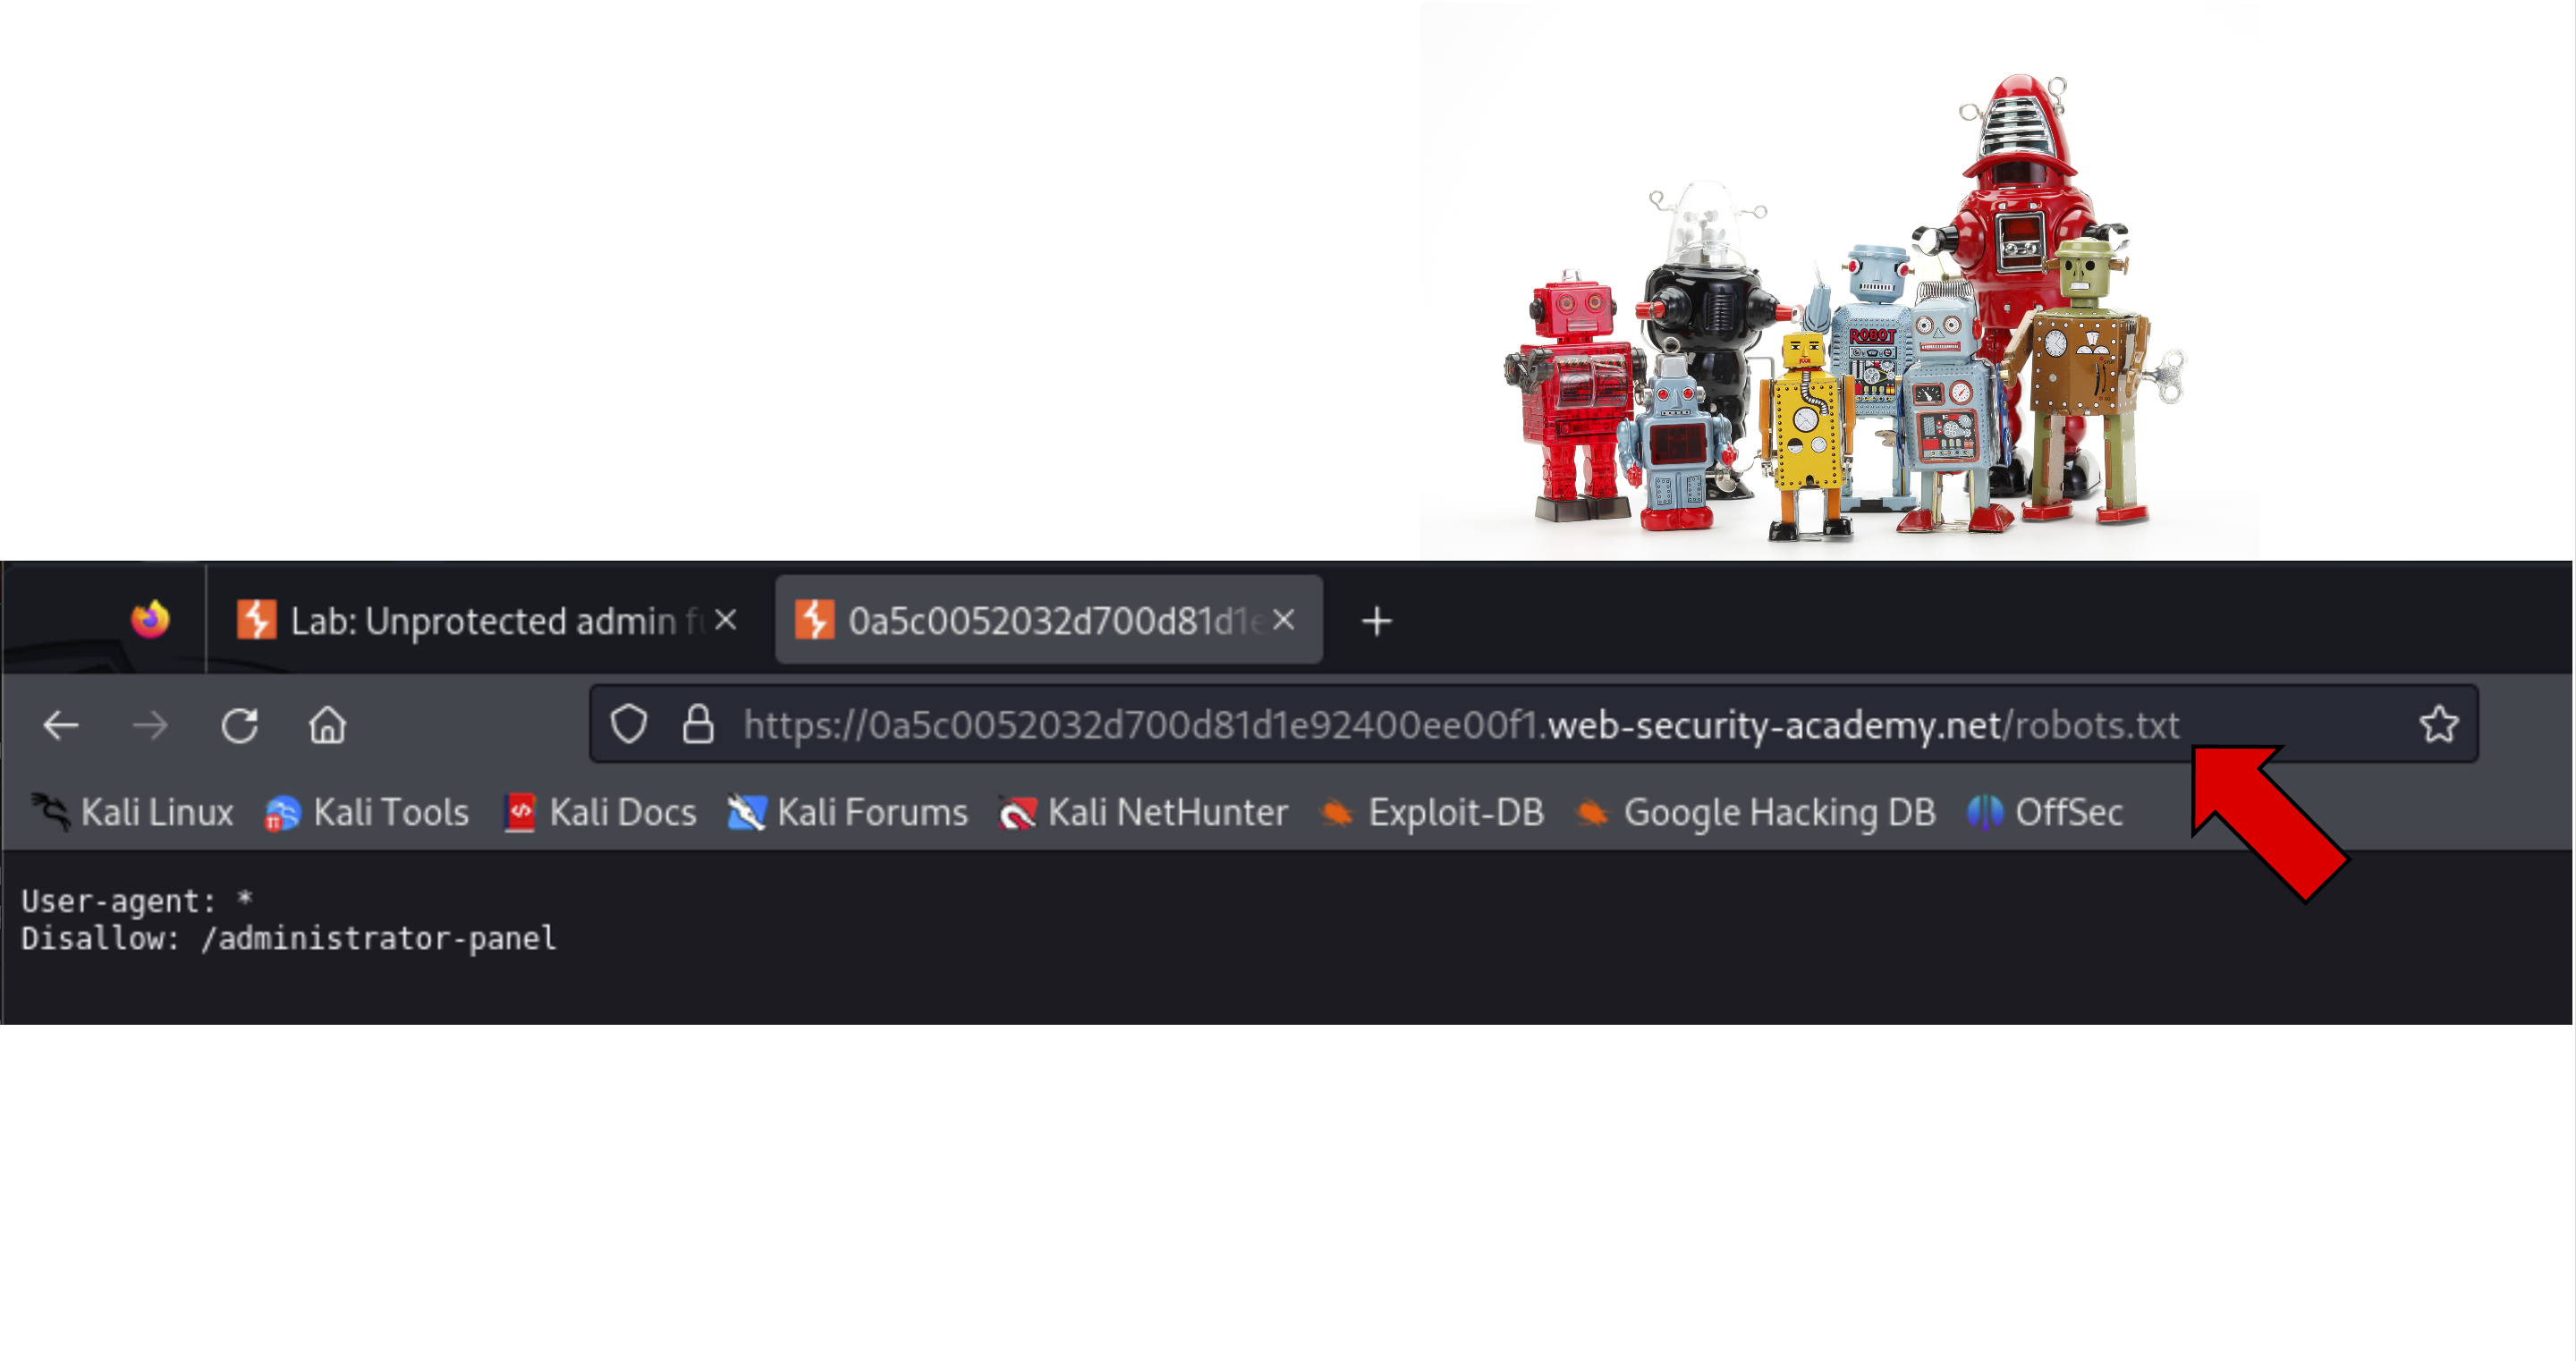 ROBOT
Lab: Unprotected admin
0a5c0052032d700d81d1e
https://0a5c0052032d700d81d1e92400ee00f1.web-security-academy.net/robots.txt
Kali Linux Kali Tools Kali Docs Kali Forums Kali NetHunter Exploit-DB Google Hacking DB OffSec
User-agent: *
Disallow: /administrator-panel